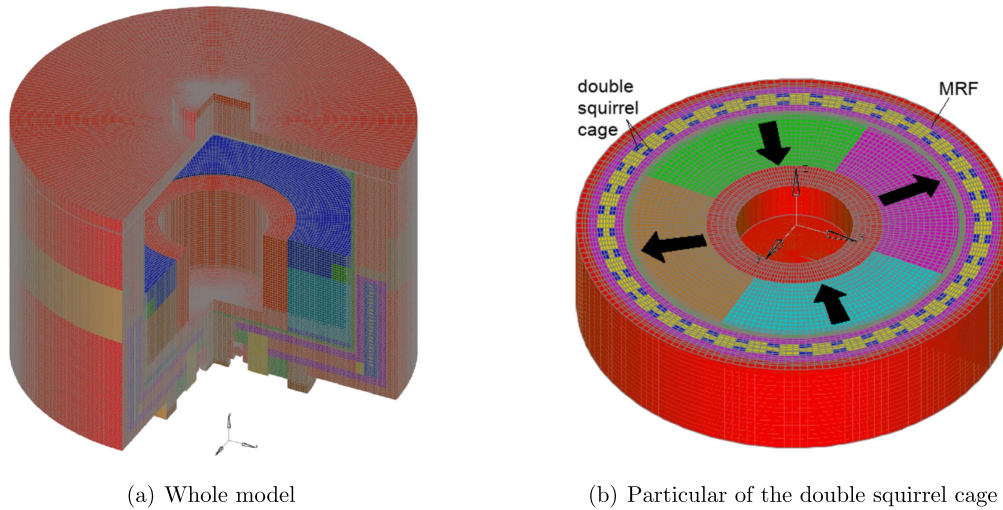 double
squirrel
cage
MRF
(a) Whole model
(b) Particular of the double squirrel cage